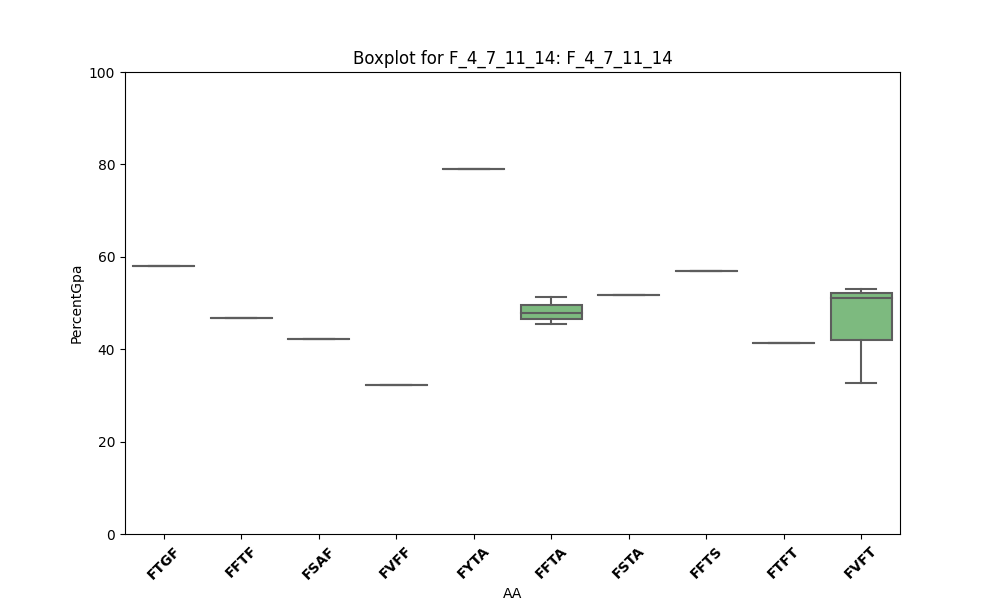 Boxplot for F_4_7_11_14: F_4_7_11_14
100
80
60
40
20
0
PercentGpa
FTGF FFTF FSAF FVFF FYTA FFTA FSTA FFTS FTFT FVFT
AA